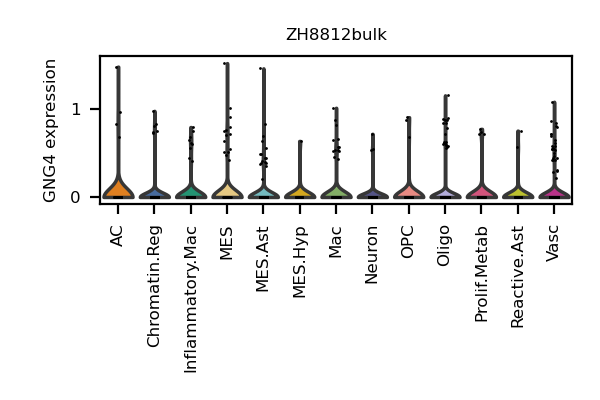 ZH8812bulk
GNG4 expression
1
0
AC
Chromatin.Reg
Inflammatory.Mac
MES
MES.Ast
MES.Hyp
Mac
Neuron
OPC
Oligo
Prolif.Metab
Reactive.Ast
Vasc